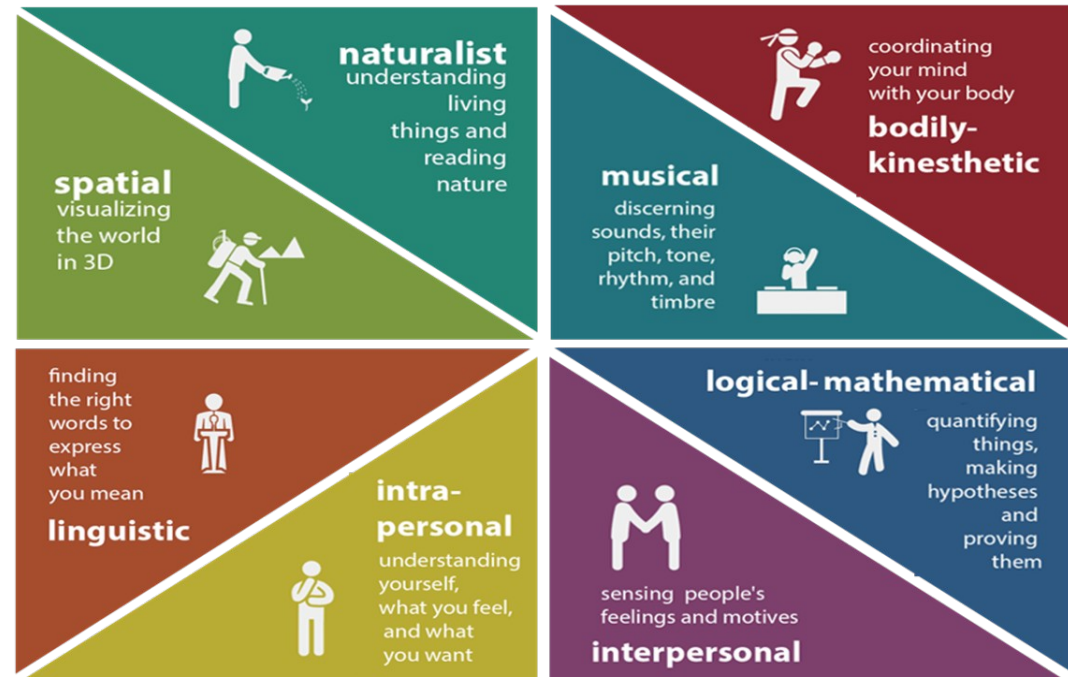 naturalist
understanding
living
things and
reading
nature
spatial
visualizing
the world
in 3D
coordinating
your mind
with your body
bodily-
kinesthetic
musical
discerning
sounds, their
pitch, tone,
rhythm, and
timbre
finding
the right
words to
express
what
you mean
linguistic
intra-
personal
understanding
yourself,
what you feel,
and what
you want
logical-mathematical
quantifying
things,
making
hypotheses
and
proving
them
sensing people's
feelings and motives
interpersonal